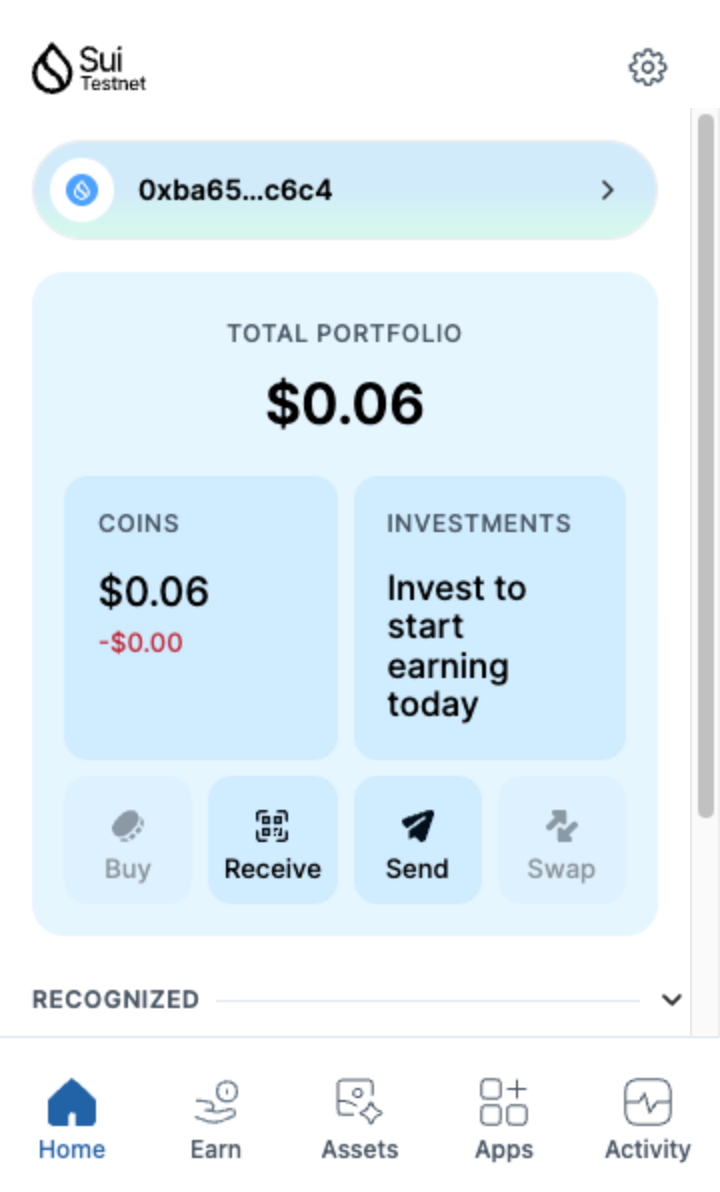 Sui
Testnet
0xba65...c6c4
TOTAL PORTFOLIO
$0.06
COINS
$0.06
-$0.00
INVESTMENTS
Invest to
start
earning
today
Buy
Receive
Send
Swap
RECOGNIZED
Home
Earn
Assets
Apps
Activity